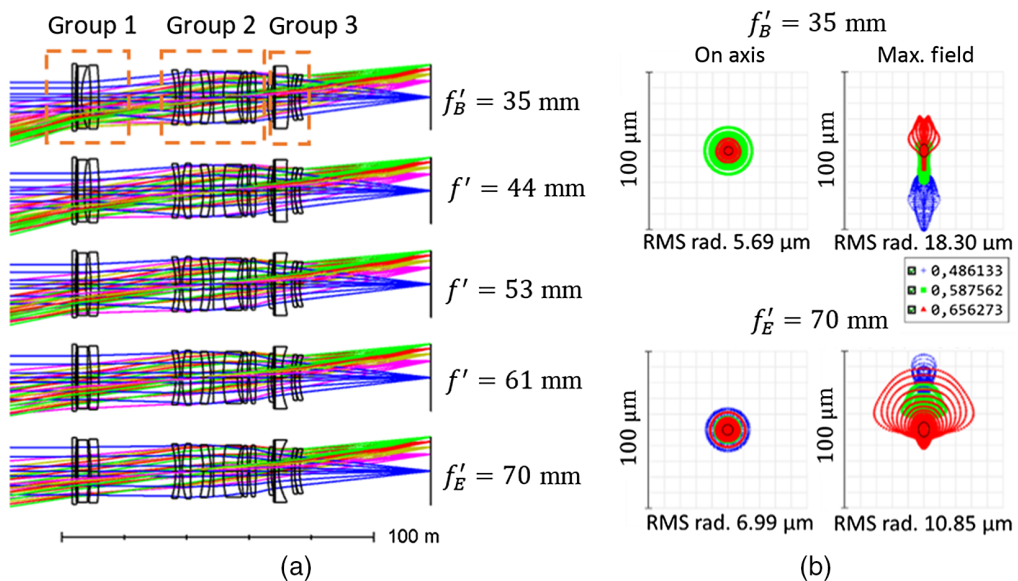 Group 1
Group 2
Group 3
f′B = 35 mm
f′ = 44 mm
f′ = 53 mm
f′ = 61 mm
f′E = 70 mm
100 m
(a)
f′B = 35 mm
On axis
Max. field
100 µm
100 µm
RMS rad. 5.69 µm
RMS rad. 18.30 µm
0,486133
0,587562
0,656273
f′E = 70 mm
100 µm
100 µm
RMS rad. 6.99 µm
RMS rad. 10.85 µm
(b)